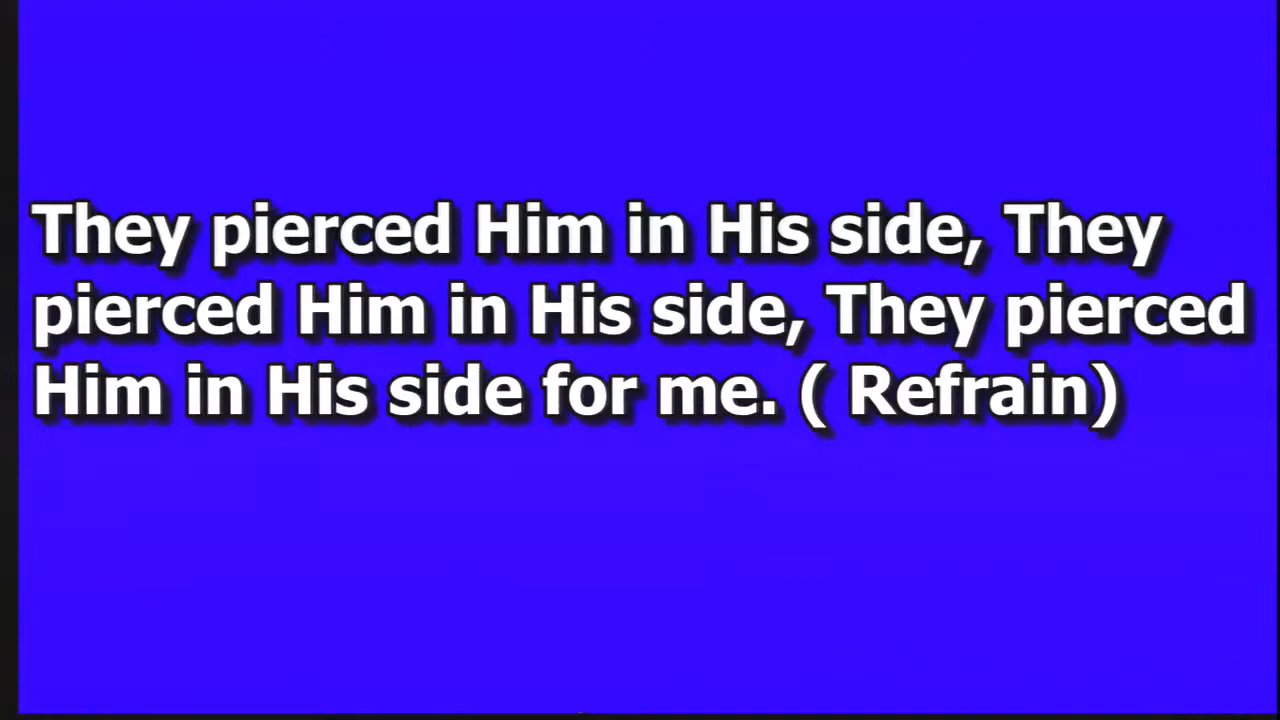 They pierced Him in His side, They
pierced Him in His side, They pierced
Him in His side for me. ( Refrain)